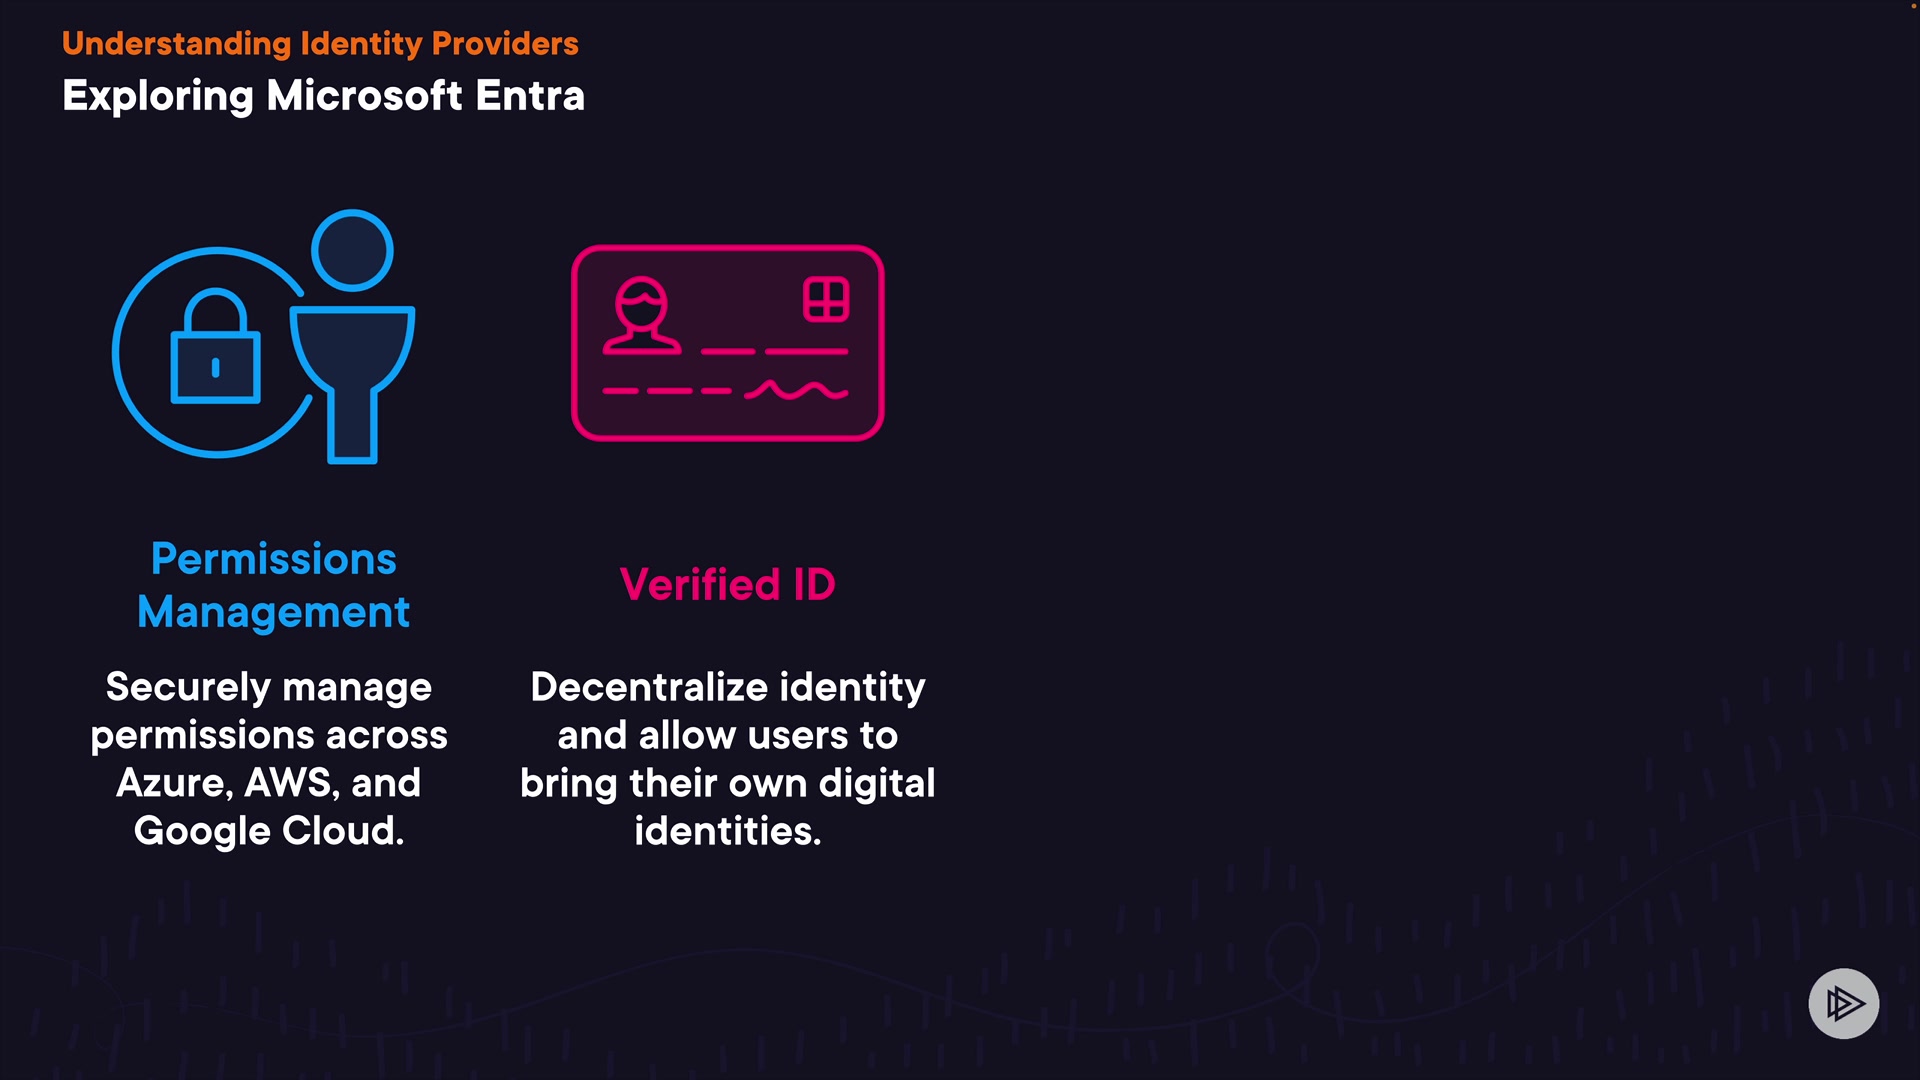 Understanding Identity Providers
Exploring Microsoft Entra
Permissions
Management
Securely manage
permissions across
Azure, AWS, and
Google Cloud.
Verified ID
Decentralize identity
and allow users to
bring their own digital
identities.